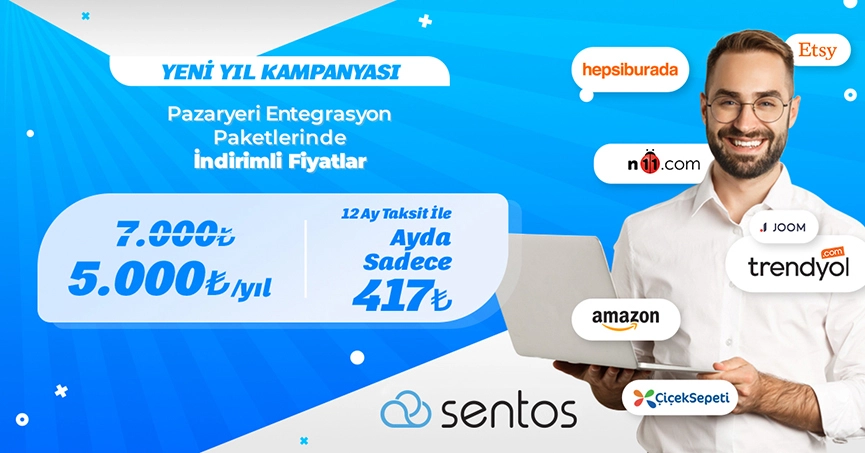 YENİ YIL KAMPANYASI
Pazaryeri Entegrasyon
Paketlerinde
İndirimli Fiyatlar
7.000₺
5.000₺/yıl
12 Ay Taksit İle
Ayda
Sadece
417₺
Etsy
hepsiburada
n11.com
JOOM
trendyol.com
amazon
ÇiçekSepeti
sentos